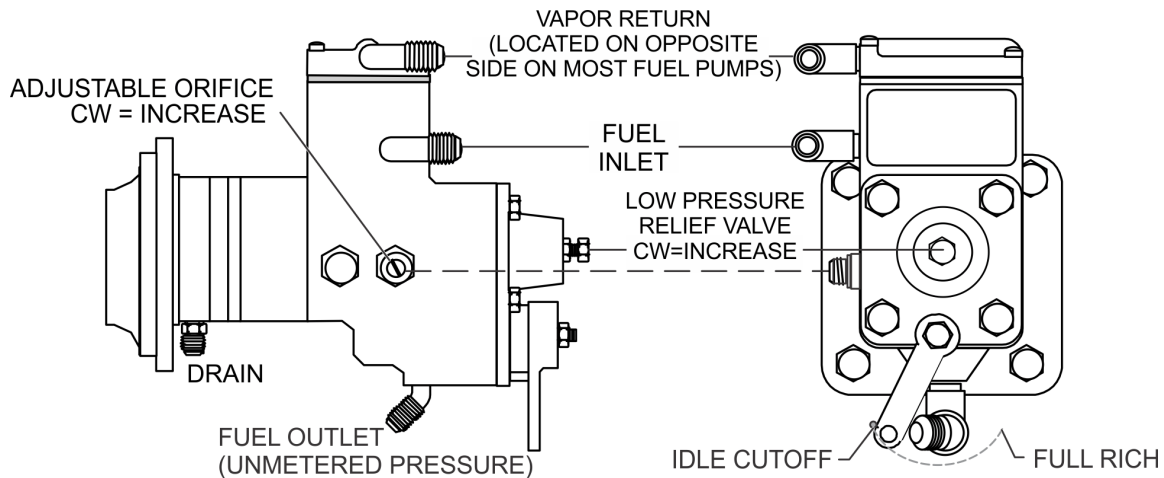 VAPOR RETURN
(LOCATED ON OPPOSITE
SIDE ON MOST FUEL PUMPS)
ADJUSTABLE ORIFICE
CW = INCREASE
FUEL
INLET
LOW PRESSURE
RELIEF VALVE
CW=INCREASE
DRAIN
FUEL OUTLET
(UNMETERED PRESSURE)
IDLE CUTOFF
FULL RICH